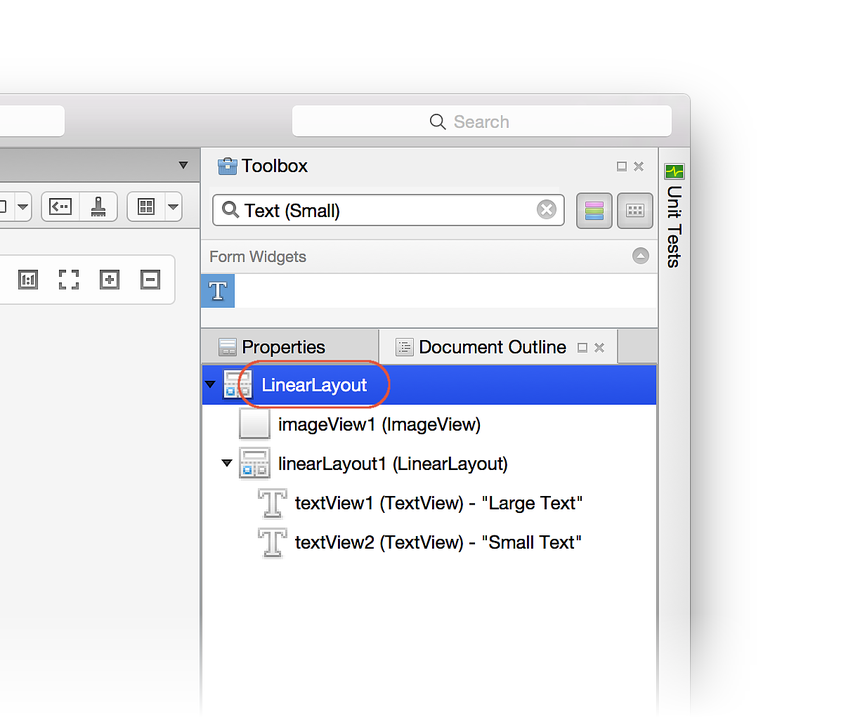 Search
Toolbox
Text (Small)
Form Widgets
T
Properties
Document Outline
LinearLayout
imageView1 (ImageView)
linearLayout1 (LinearLayout)
textView1 (TextView) - "Large Text"
textView2 (TextView) - "Small Text"
Unit Tests